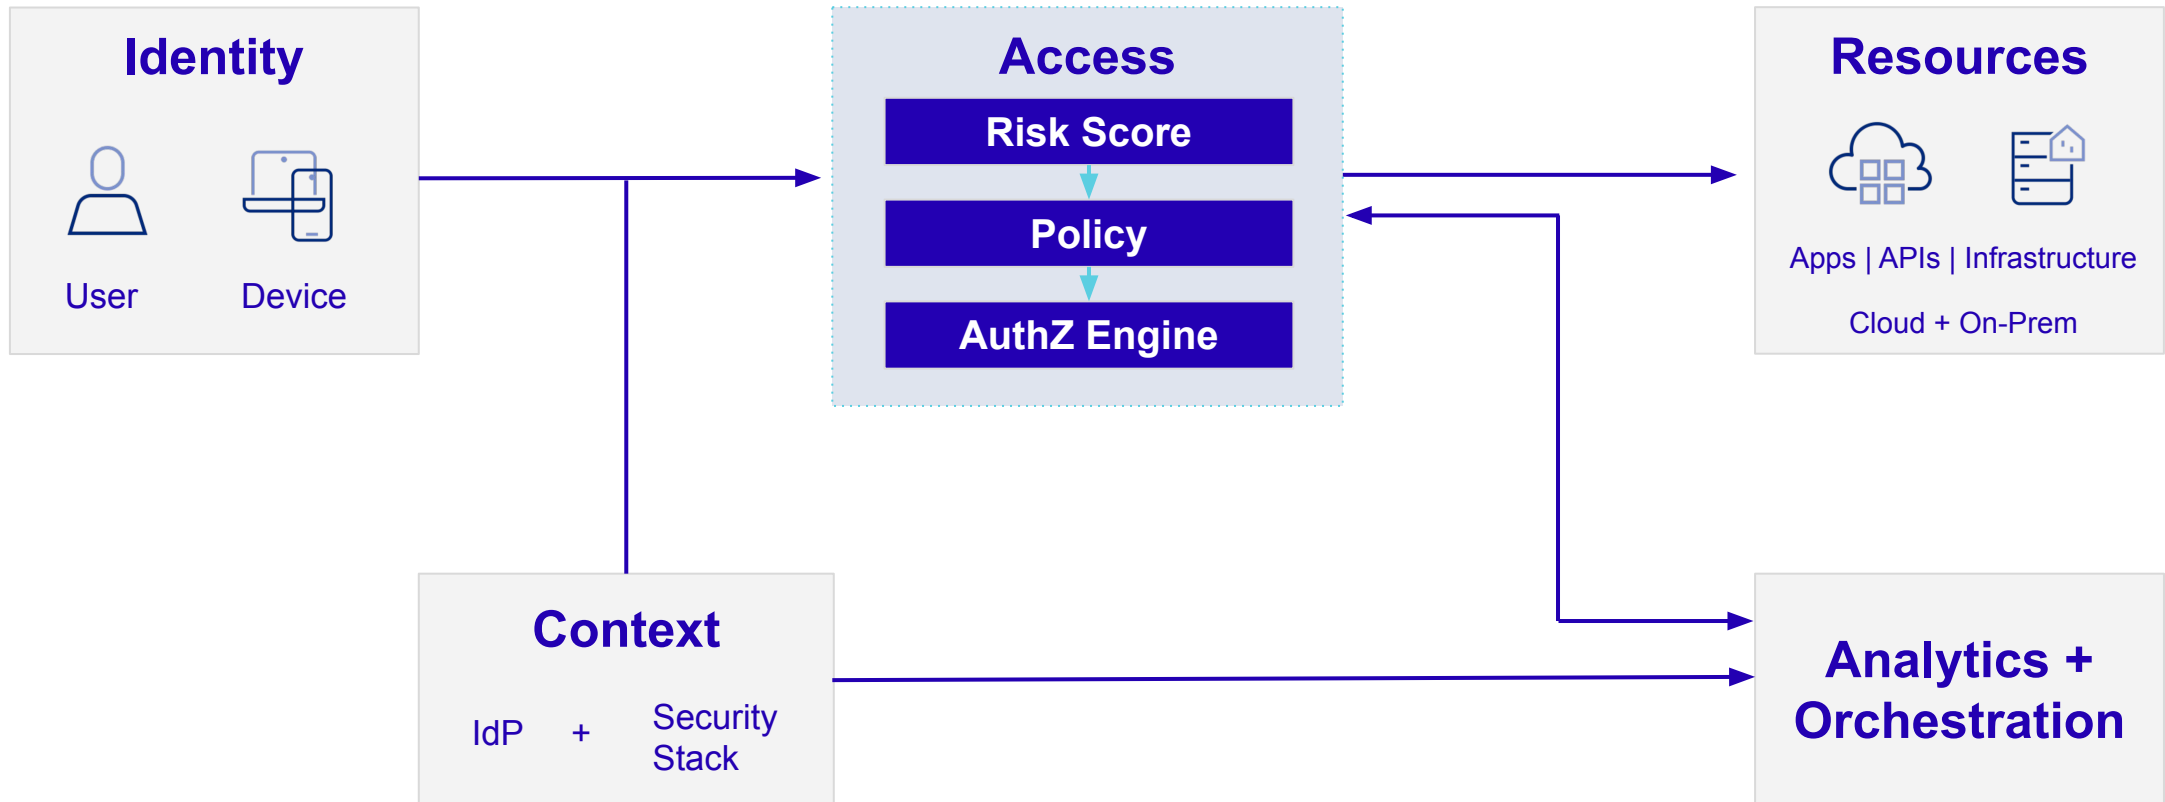 Identity
User
Device
Access
Risk Score
Policy
AuthZ Engine
Resources
Apps | APIs | Infrastructure
Cloud + On-Prem
Context
IdP + Security
Stack
Analytics +
Orchestration